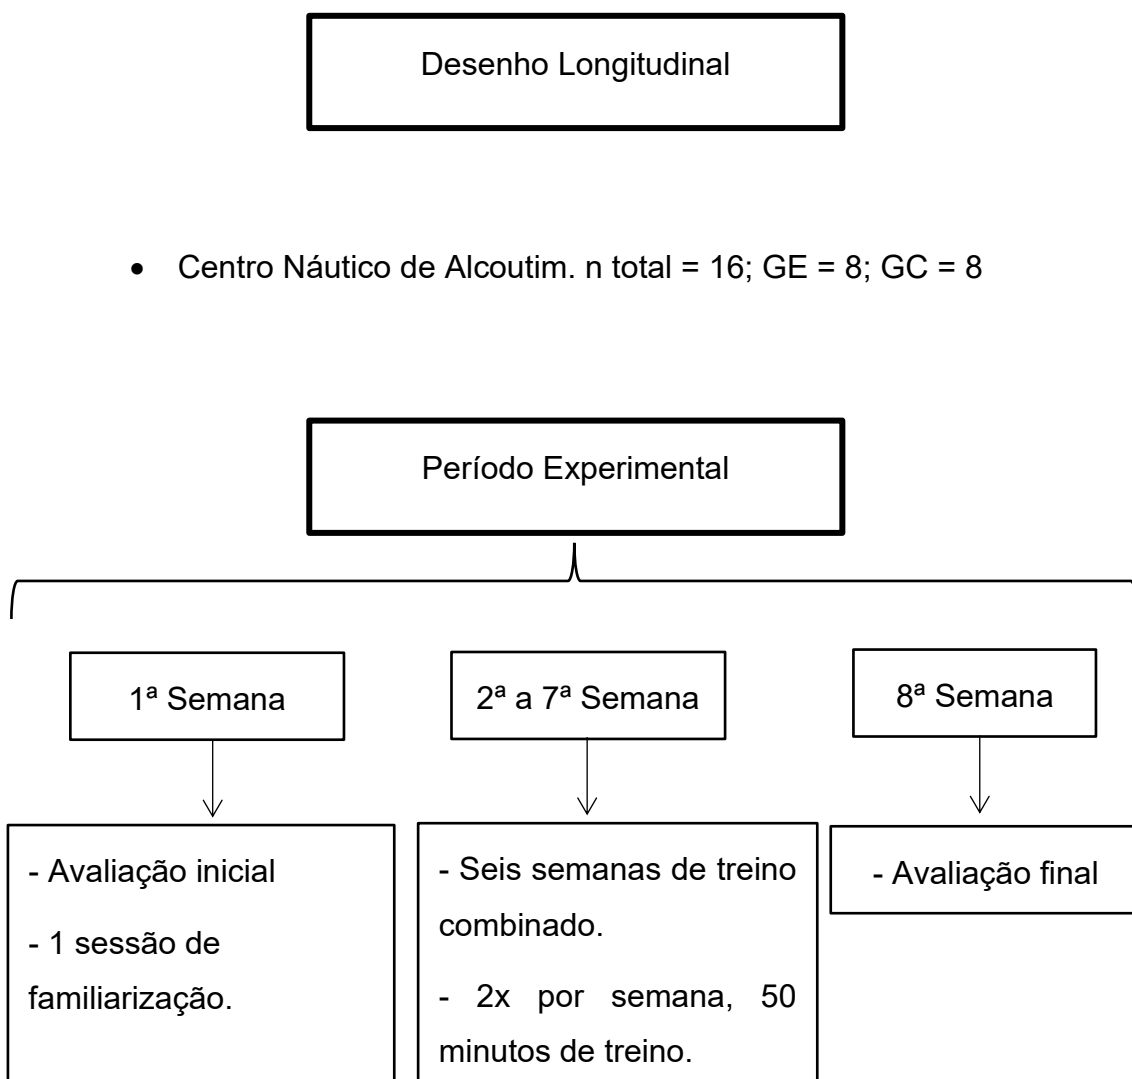 Desenho Longitudinal
• Centro Náutico de Alcoutim. n total = 16; GE = 8; GC = 8
Período Experimental
1ª Semana
2ª a 7ª Semana
8ª Semana
- Avaliação inicial
- 1 sessão de
familiarização.
- Seis semanas de treino
combinado.
- 2x por semana, 50
minutos de treino.
- Avaliação final